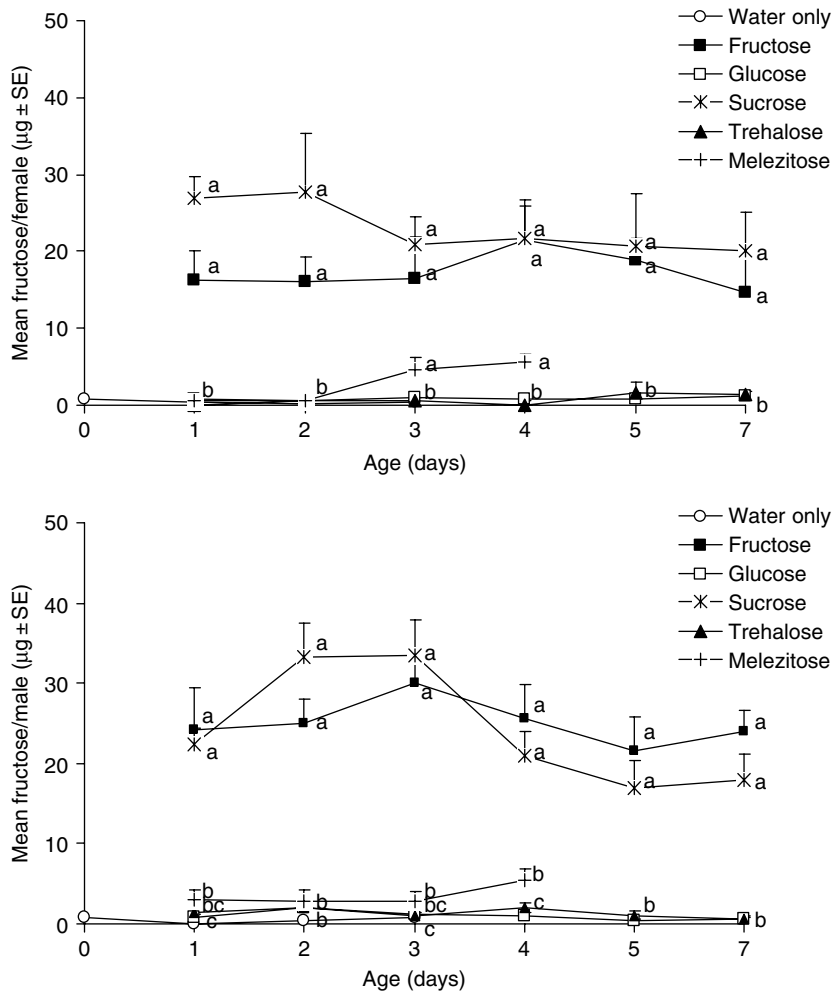 50
40
30
20
10
0
Mean fructose/female (µg ± SE)
Water only
Fructose
Glucose
Sucrose
Trehalose
Melezitose
a a a a a a
a a a a a a
a a
b b b b b b
0 1 2 3 4 5 7
Age (days)
50
40
30
20
10
0
Mean fructose/male (µg ± SE)
Water only
Fructose
Glucose
Sucrose
Trehalose
Melezitose
a a a a a a
a a a a a a
b b b b
bc bc c b b
c b c
0 1 2 3 4 5 7
Age (days)